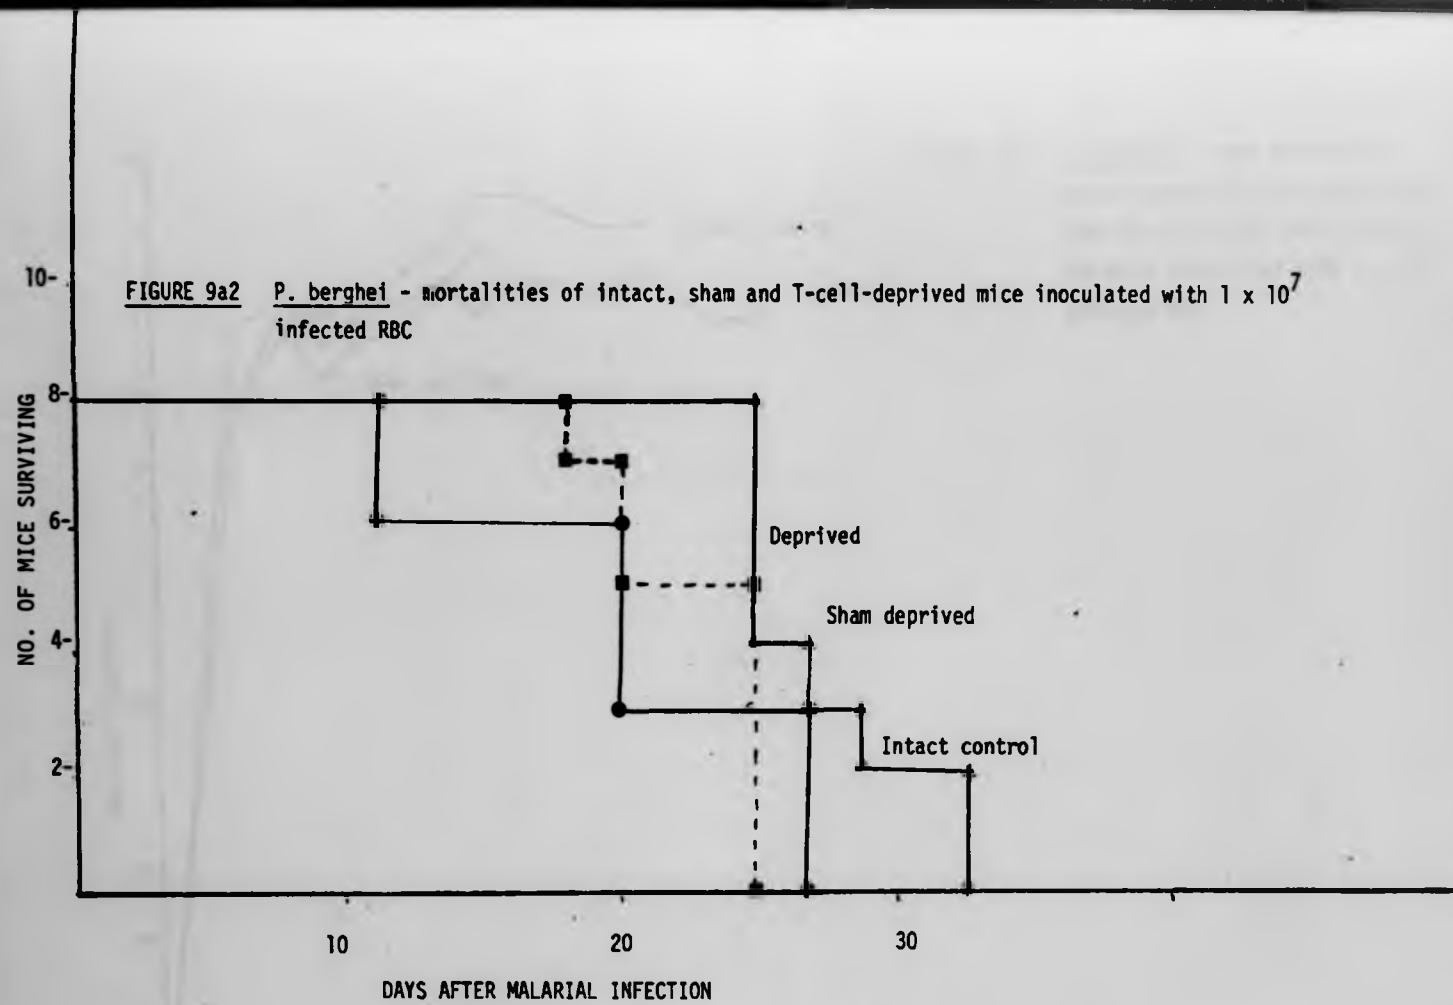 10-
FIGURE 9a2 P. berghei - mortalities of intact, sham and T-cell-deprived mice inoculated with 1 x 10⁷
infected RBC
8-
NO. OF MICE SURVIVING
6-
Deprived
Sham deprived
4-
Intact control
2-
10 20 30
DAYS AFTER MALARIAL INFECTION